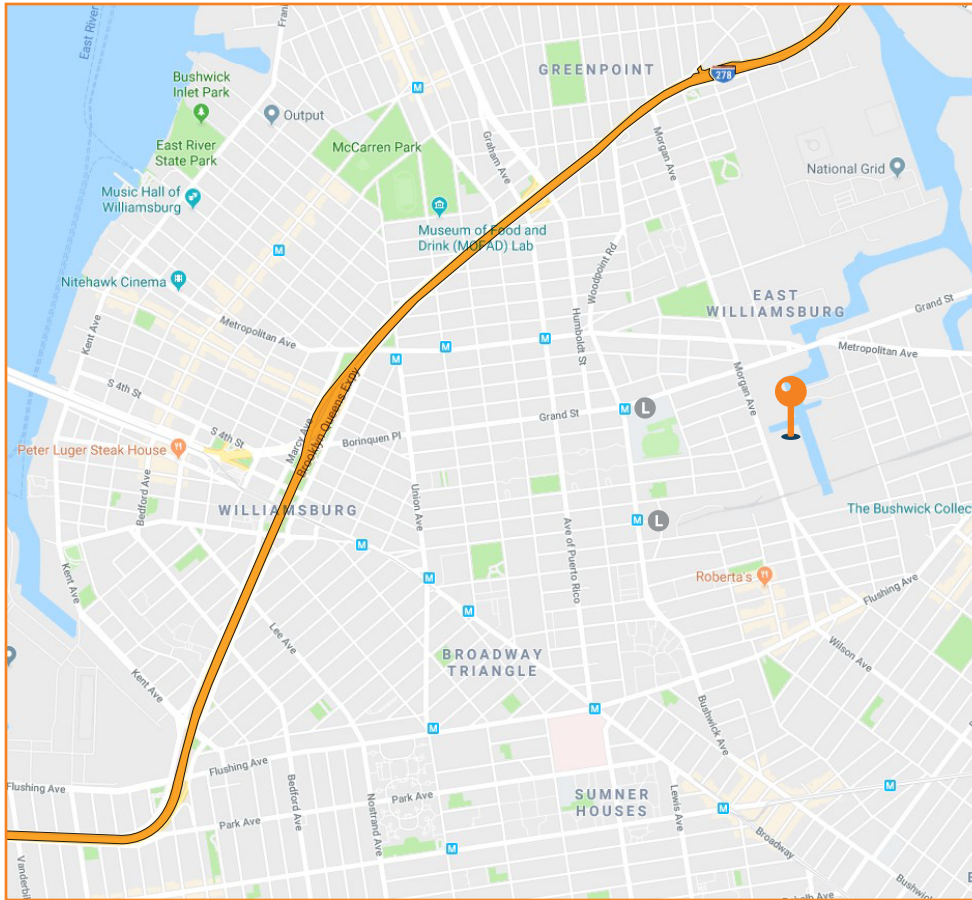 East River
Fran
GREENPOINT
278
Bushwick
Inlet Park
Output
M
East River
State Park
McCarren Park
Graham Ave
Morgan Ave
National Grid
Music Hall of
Williamsburg
Museum of Food and
Drink (MOFAD) Lab
M
Woodpoint Rd
Nitehawk Cinema
EAST
WILLIAMSBURG
Grand St
Kent Ave
Metropolitan Ave
Humboldt St
M
M
M
Metropolitan Ave
S 4th St
Brooklyn Queens Expy
Morgan Ave
Grand St
M
L
S 4th St
Marcy Ave
Borinquen Pl
Peter Luger Steak House
Bedford Ave
WILLIAMSBURG
Union Ave
Ave of Puerto Rico
M
L
The Bushwick Collec
M
Kent Ave
M
Roberta's
Flushing Ave
M
Lee Ave
Wilson Ave
BROADWAY
TRIANGLE
Kent Ave
Bushwick Ave
M
M
Flushing Ave
Flushing Ave
Bedford Ave
Nostrand Ave
Park Ave
SUMNER
HOUSES
Lewis Ave
M
M
Park Ave
Broadway
M
Vanderbil
Bushwick
E